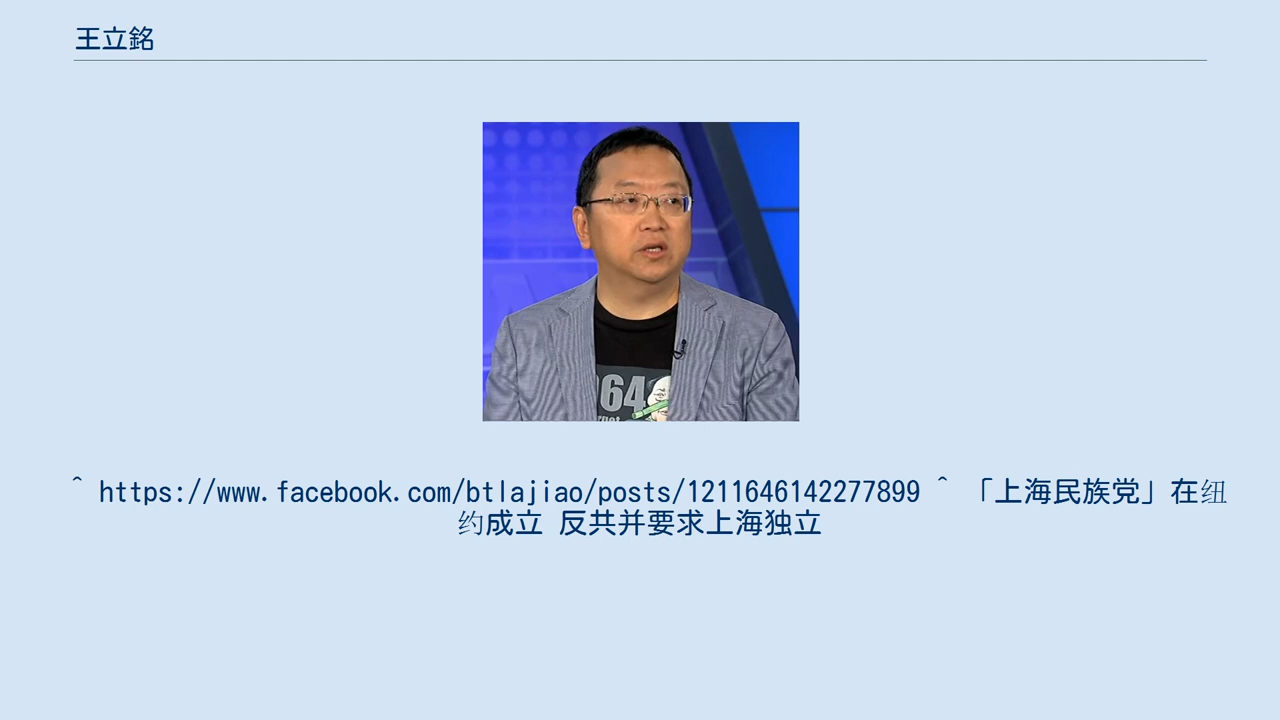 王立銘
964
^ https://www.facebook.com/btlajiao/posts/1211646142277899 ^ 「上海民族党」在纽
约成立 反共并要求上海独立